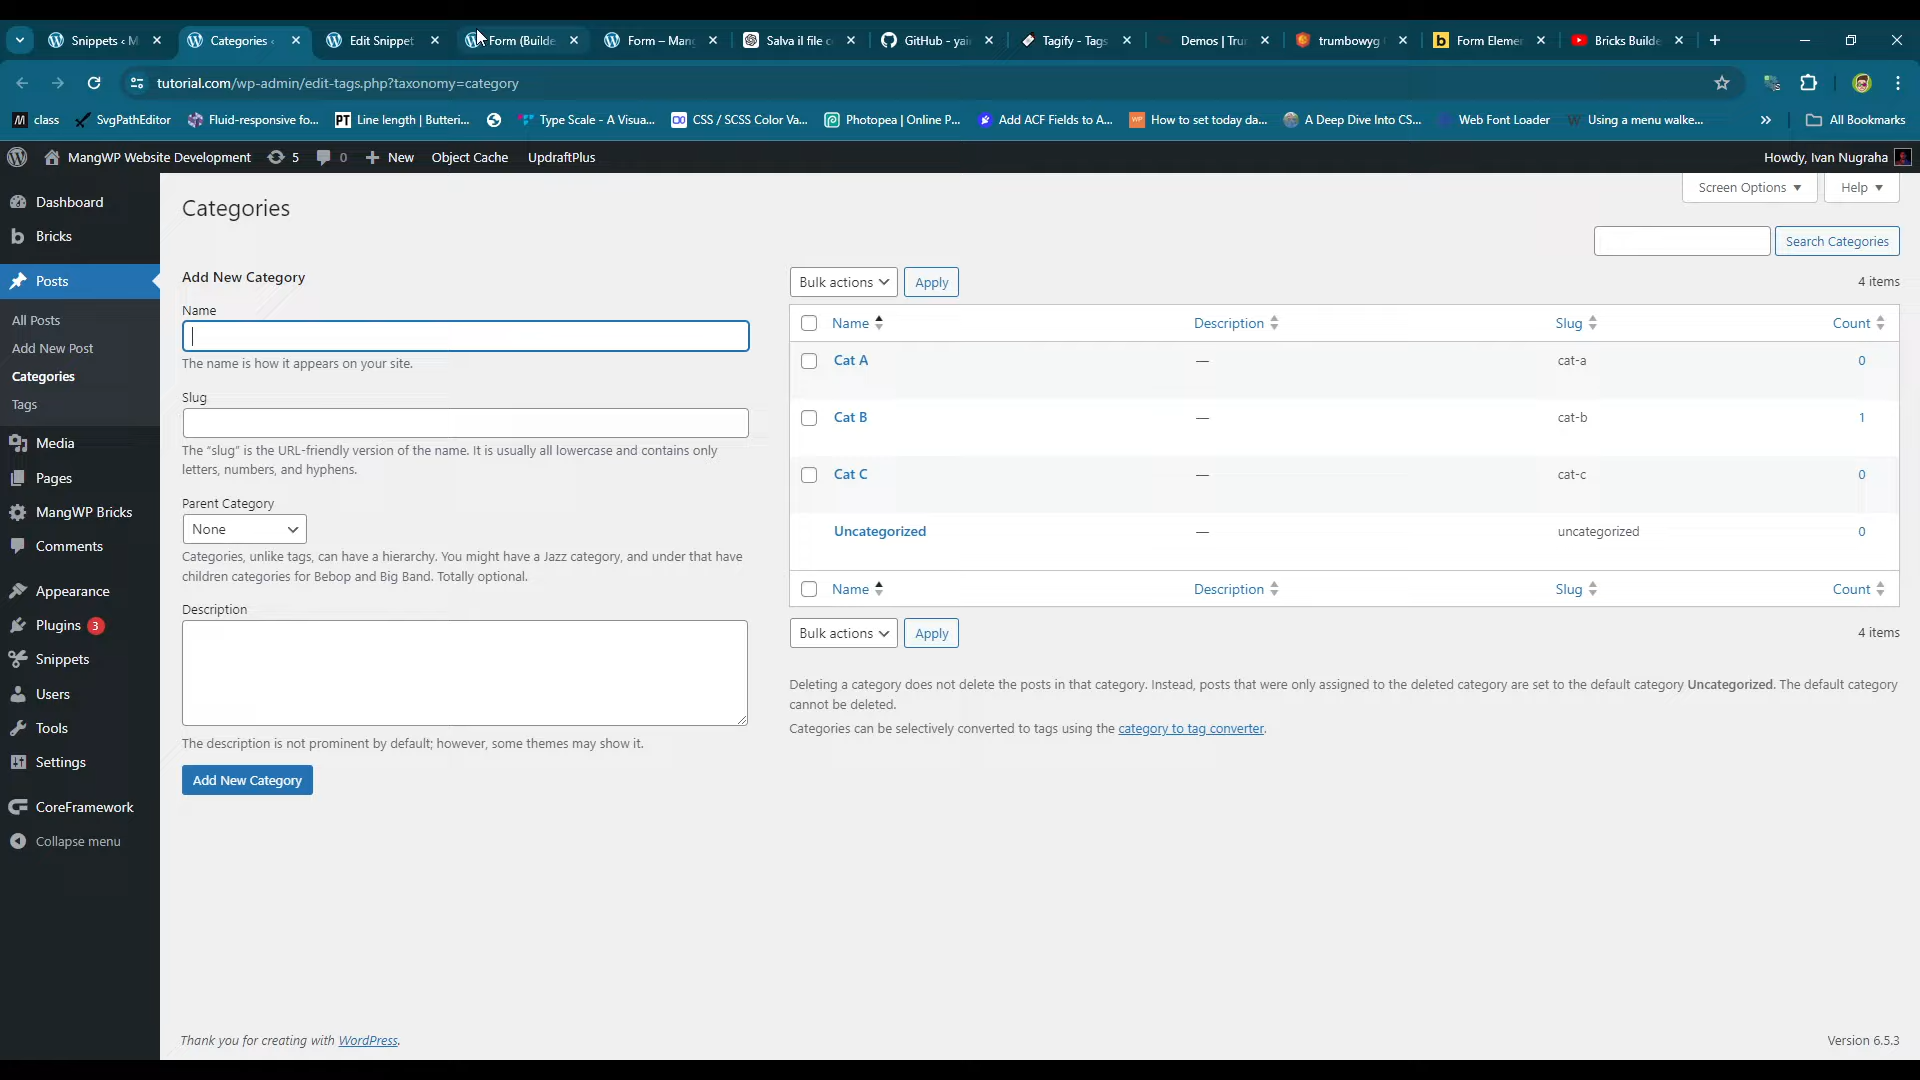 Snippets ‹ M
Categories ‹
Edit Snippet
Form (Builde
Form – Mang
Salva il file c
GitHub - yai
Tagify - Tags
Demos | Tru
trumbowyg
Form Eleme
Bricks Builde
tutorial.com/wp-admin/edit-tags.php?taxonomy=category
class
SvgPathEditor
Fluid-responsive fo...
PT Line length | Butteri...
Type Scale - A Visua...
CSS / SCSS Color Va...
Photopea | Online P...
Add ACF Fields to A...
WP How to set today da...
A Deep Dive Into CS...
Web Font Loader
Using a menu walke...
»
All Bookmarks
MangWP Website Development
5
0
New
Object Cache
UpdraftPlus
Howdy, Ivan Nugraha
Dashboard
Bricks
Posts
All Posts
Add New Post
Categories
Tags
Media
Pages
MangWP Bricks
Comments
Appearance
Plugins 3
Snippets
Users
Tools
Settings
CoreFramework
Collapse menu
Screen Options
Help
Categories
Search Categories
Add New Category
Name
The name is how it appears on your site.
Slug
The “slug” is the URL-friendly version of the name. It is usually all lowercase and contains only
letters, numbers, and hyphens.
Parent Category
None
Categories, unlike tags, can have a hierarchy. You might have a Jazz category, and under that have
children categories for Bebop and Big Band. Totally optional.
Description
The description is not prominent by default; however, some themes may show it.
Add New Category
Bulk actions
Apply
4 items
Name Description Slug Count
Cat A — cat-a 0
Cat B — cat-b 1
Cat C — cat-c 0
Uncategorized — uncategorized 0
Name Description Slug Count
Bulk actions
Apply
4 items
Deleting a category does not delete the posts in that category. Instead, posts that were only assigned to the deleted category are set to the default category Uncategorized. The default category
cannot be deleted.
Categories can be selectively converted to tags using the category to tag converter.
Thank you for creating with WordPress.
Version 6.5.3